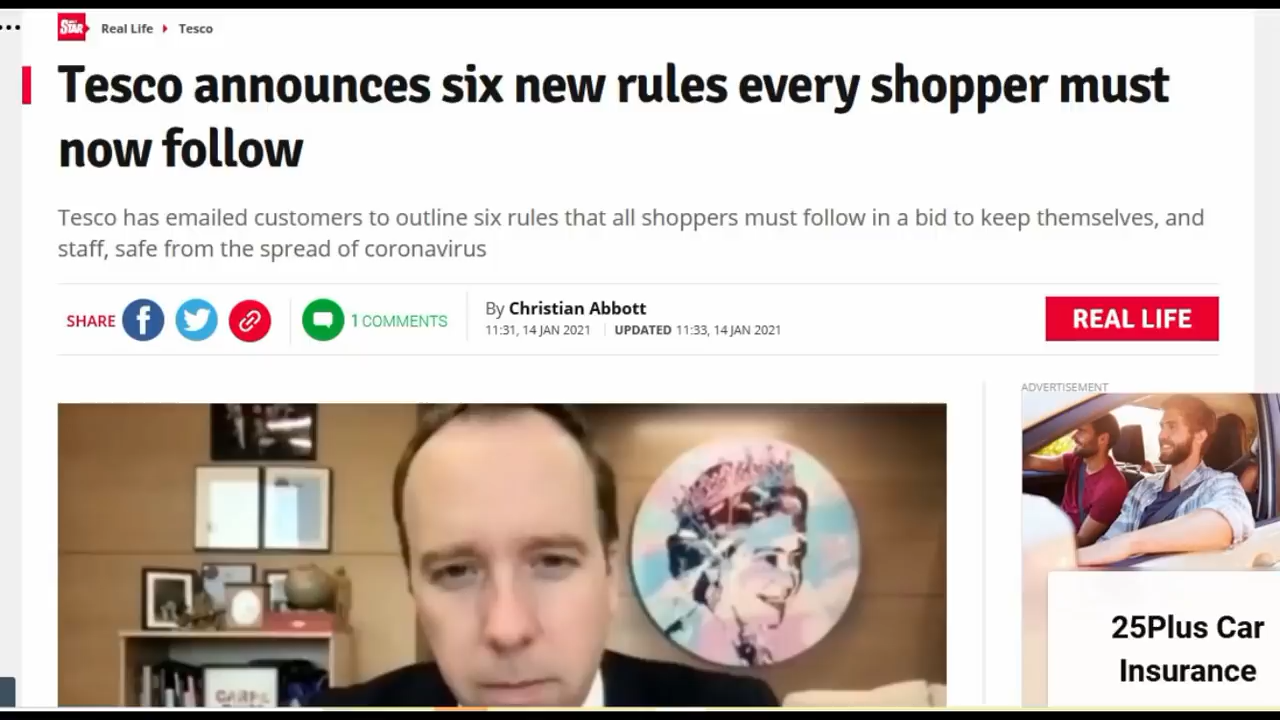 STAR Real Life Tesco
Tesco announces six new rules every shopper must
now follow
Tesco has emailed customers to outline six rules that all shoppers must follow in a bid to keep themselves, and
staff, safe from the spread of coronavirus
SHARE
1 COMMENTS
By Christian Abbott
11:31, 14 JAN 2021 UPDATED 11:33, 14 JAN 2021
REAL LIFE
ADVERTISEMENT
25Plus Car
Insurance